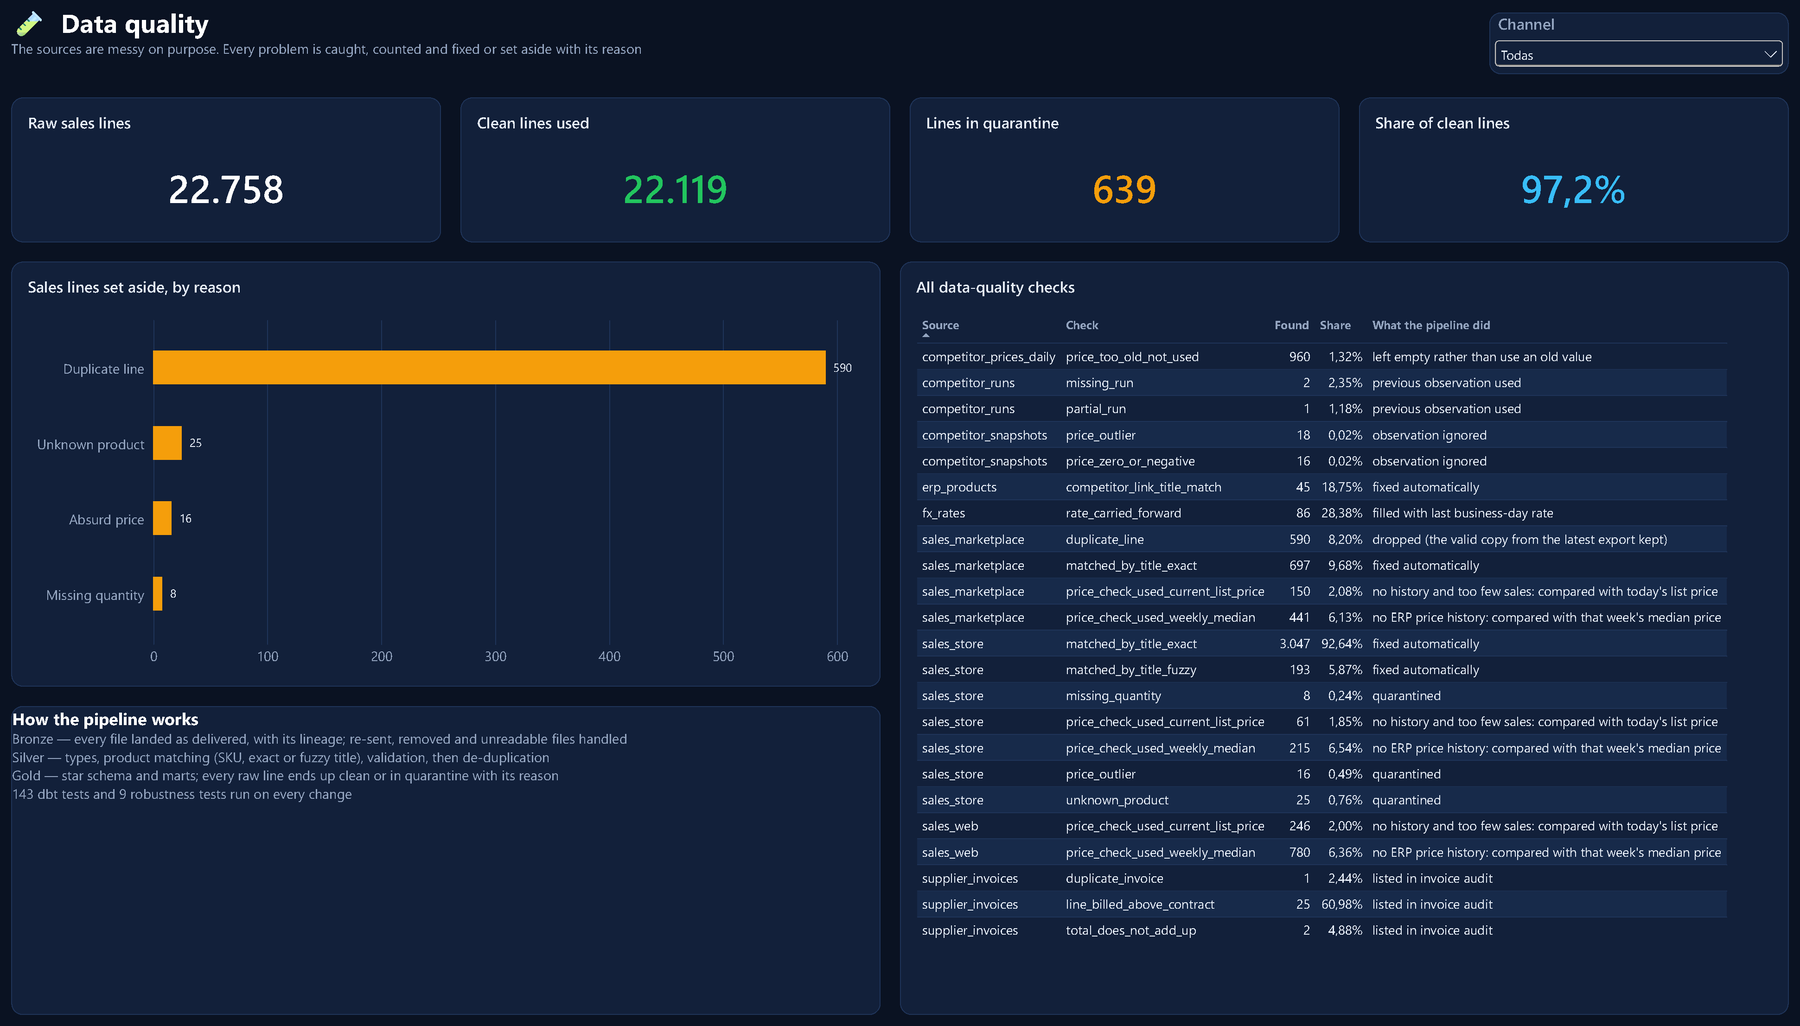 Data quality
The sources are messy on purpose. Every problem is caught, counted and fixed or set aside with its reason
Channel
Todas
Raw sales lines
22.758
Clean lines used
22.119
Lines in quarantine
639
Share of clean lines
97,2%
Sales lines set aside, by reason
Duplicate line 590
Unknown product 25
Absurd price 16
Missing quantity 8
0 100 200 300 400 500 600
How the pipeline works
Bronze — every file landed as delivered, with its lineage; re-sent, removed and unreadable files handled
Silver — types, product matching (SKU, exact or fuzzy title), validation, then de-duplication
Gold — star schema and marts; every raw line ends up clean or in quarantine with its reason
143 dbt tests and 9 robustness tests run on every change
All data-quality checks
Source Check Found Share What the pipeline did
competitor_prices_daily price_too_old_not_used 960 1,32% left empty rather than use an old value
competitor_runs missing_run 2 2,35% previous observation used
competitor_runs partial_run 1 1,18% previous observation used
competitor_snapshots price_outlier 18 0,02% observation ignored
competitor_snapshots price_zero_or_negative 16 0,02% observation ignored
erp_products competitor_link_title_match 45 18,75% fixed automatically
fx_rates rate_carried_forward 86 28,38% filled with last business-day rate
sales_marketplace duplicate_line 590 8,20% dropped (the valid copy from the latest export kept)
sales_marketplace matched_by_title_exact 697 9,68% fixed automatically
sales_marketplace price_check_used_current_list_price 150 2,08% no history and too few sales: compared with today's list price
sales_marketplace price_check_used_weekly_median 441 6,13% no ERP price history: compared with that week's median price
sales_store matched_by_title_exact 3.047 92,64% fixed automatically
sales_store matched_by_title_fuzzy 193 5,87% fixed automatically
sales_store missing_quantity 8 0,24% quarantined
sales_store price_check_used_current_list_price 61 1,85% no history and too few sales: compared with today's list price
sales_store price_check_used_weekly_median 215 6,54% no ERP price history: compared with that week's median price
sales_store price_outlier 16 0,49% quarantined
sales_store unknown_product 25 0,76% quarantined
sales_web price_check_used_current_list_price 246 2,00% no history and too few sales: compared with today's list price
sales_web price_check_used_weekly_median 780 6,36% no ERP price history: compared with that week's median price
supplier_invoices duplicate_invoice 1 2,44% listed in invoice audit
supplier_invoices line_billed_above_contract 25 60,98% listed in invoice audit
supplier_invoices total_does_not_add_up 2 4,88% listed in invoice audit